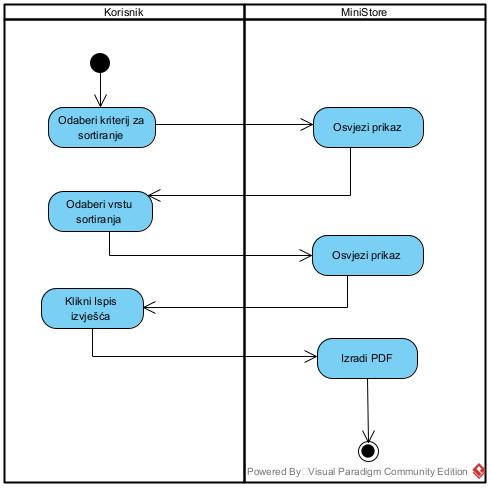 Korisnik
MiniStore
Odaberi kriterij za
sortiranje
Osvjezi prikaz
Odaberi vrstu
sortiranja
Osvjezi prikaz
Klikni Ispis
izvješća
Izradi PDF
Powered By Visual Paradigm Community Edition